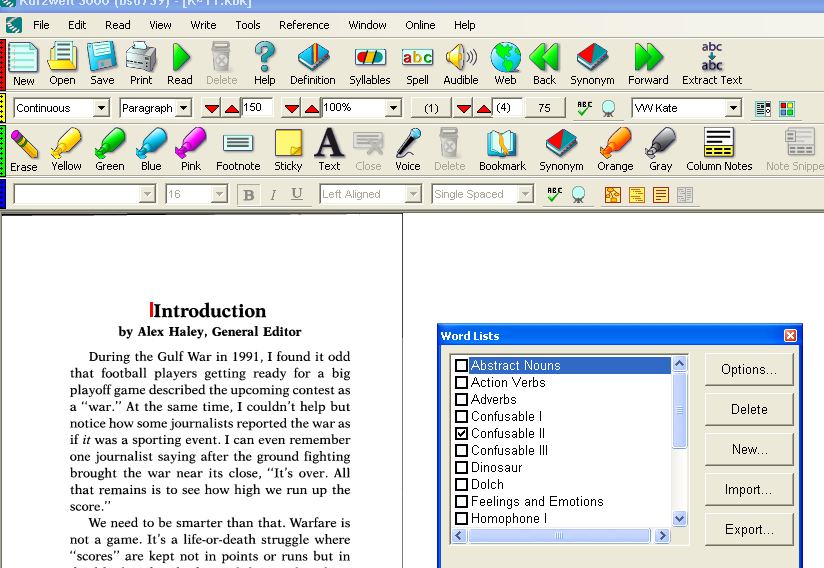 Kurzweil 3000 (bs6739) - [K~11.KBK]
File Edit Read View Write Tools Reference Window Online Help
New Open Save Print Read Delete Help Definition Syllables Spell Audible Web Back Synonym Forward Extract Text
abc
abc
abc
Continuous Paragraph 150 100% (1) (4) 75 ABC VW Kate
Erase Yellow Green Blue Pink Footnote Sticky Text Close Voice Delete Bookmark Synonym Orange Gray Column Notes Note Snippe
16 B I U Left Aligned Single Spaced ABC
Introduction
by Alex Haley, General Editor
During the Gulf War in 1991, I found it odd
that football players getting ready for a big
playoff game described the upcoming contest as
a “war.” At the same time, I couldn’t help but
notice how some journalists reported the war as
if it was a sporting event. I can even remember
one journalist saying after the ground fighting
brought the war near its close, “It’s over. All
that remains is to see how high we run up the
score.”
We need to be smarter than that. Warfare is
not a game. It’s a life-or-death struggle where
“scores” are kept not in points or runs but in
Word Lists
Abstract Nouns
Action Verbs
Adverbs
Confusable I
Confusable II
Confusable III
Dinosaur
Dolch
Feelings and Emotions
Homophone I
Options...
Delete
New...
Import...
Export...